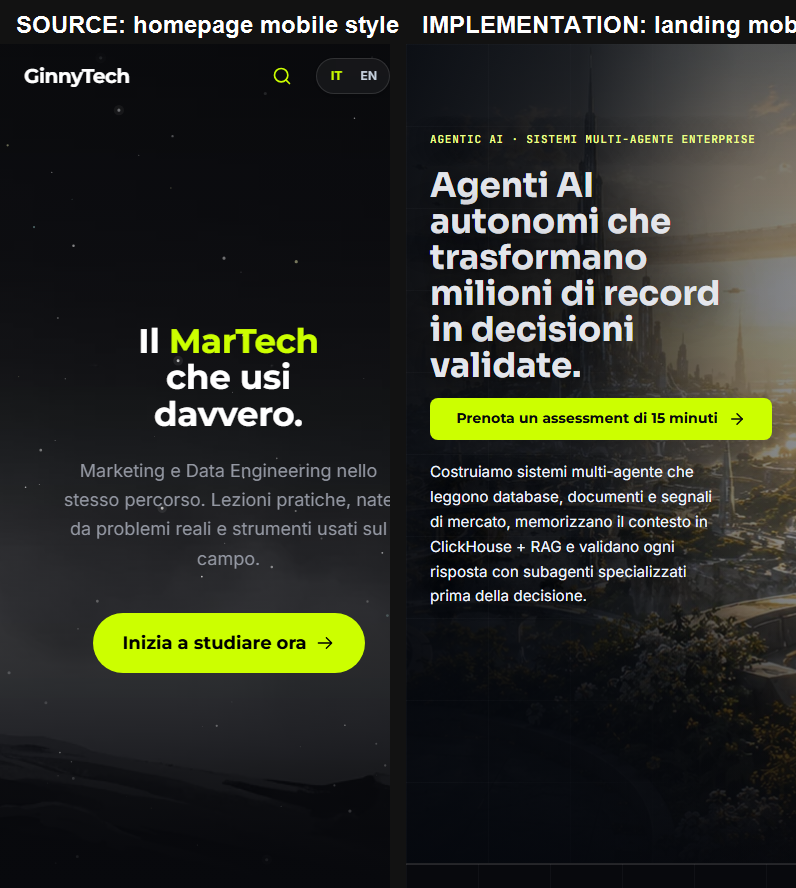 SOURCE: homepage mobile style
GinnyTech
IT EN
Il MarTech
che usi
davvero.
Marketing e Data Engineering nello
stesso percorso. Lezioni pratiche, nate
da problemi reali e strumenti usati sul
campo.
Inizia a studiare ora →
IMPLEMENTATION: landing mob
AGENTIC AI · SISTEMI MULTI-AGENTE ENTERPRISE
Agenti AI
autonomi che
trasformano
milioni di record
in decisioni
validate.
Prenota un assessment di 15 minuti →
Costruiamo sistemi multi-agente che
leggono database, documenti e segnali
di mercato, memorizzano il contesto in
ClickHouse + RAG e validano ogni
risposta con subagenti specializzati
prima della decisione.